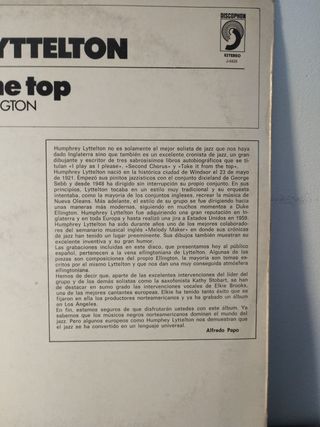 DISCOPHON
ESTEREO
YTTELTON
ne top
INGTON
Humphrey Lyttelton no es solamente el mejor solista de jazz que nos haya
dado Inglaterra sino que también es un excelente cronista de jazz, un gran
dibujante y escritor de tres sabrosísimos libros autobiográficos que se ti-
tulan «I play as I please», «Second Chorus» y «Take it from the top».
Humphrey Lyttelton nació en la histórica ciudad de Windsor el 23 de mayo
de 1921. Empezó sus pinitos jazzísticos con el conjunto dixieland de George
Sebb y desde 1948 ha dirigido sin interrupción su propio conjunto. En sus
principios, Lyttelton tocaba en un estilo muy tradicional y su orquesta
intentaba, como la mayoría de los conjuntos ingleses, recrear la música de
Nueva Oleans. Más adelante, el estilo de su grupo se fue dirigiendo hacia
unas maneras más modernas, siguiendo en muchos momentos a Duke
Ellington. Humphrey Lyttelton fue adquiriendo una gran reputación en In-
glaterra y en toda Europa y hasta realizó una jira a Estados Unidos en 1959.
Humphrey Lyttelton ha sido durante años uno de los mejores colaborado-
res del semanario musical inglés «Melody Maker» en donde sus crónicas
de jazz han tenido un lugar preeminente. Sus dibujos también muestran su
excelente inventiva y su gran humor.
Las grabaciones incluidas en este disco, que presentamos hoy al público
español, pertenecen a la vena ellingtoniana de Lyttelton. Algunas de las
piezas son composiciones del propio Ellington, la mayoría son temas es-
critos por el mismo Lyttelton y que nos dan una muy conseguida atmósfera
ellingtoniana.
Hemos de decir que, aparte de las excelentes intervenciones del líder del
grupo y de los demás solistas como la saxofonista Kathy Stobart, se han
de destacar en sumo grado las intervenciones vocales de Elkie Brooks,
una de las mejores cantantes europeas. Elkie ha tenido tanto éxito que se
fijaron en ella los productores norteamericanos y ya ha grabado un álbum
en Los Angeles.
En fin, estamos seguros de que disfrutarán ustedes con este album. Ya
sabemos que los músicos negros norteamericanos dominan el mundo del
jazz. Pero algunos europeos como Humphey Lyttelton nos demuestran que
el jazz se ha convertido en un lenguaje universal.
Alfredo Papo